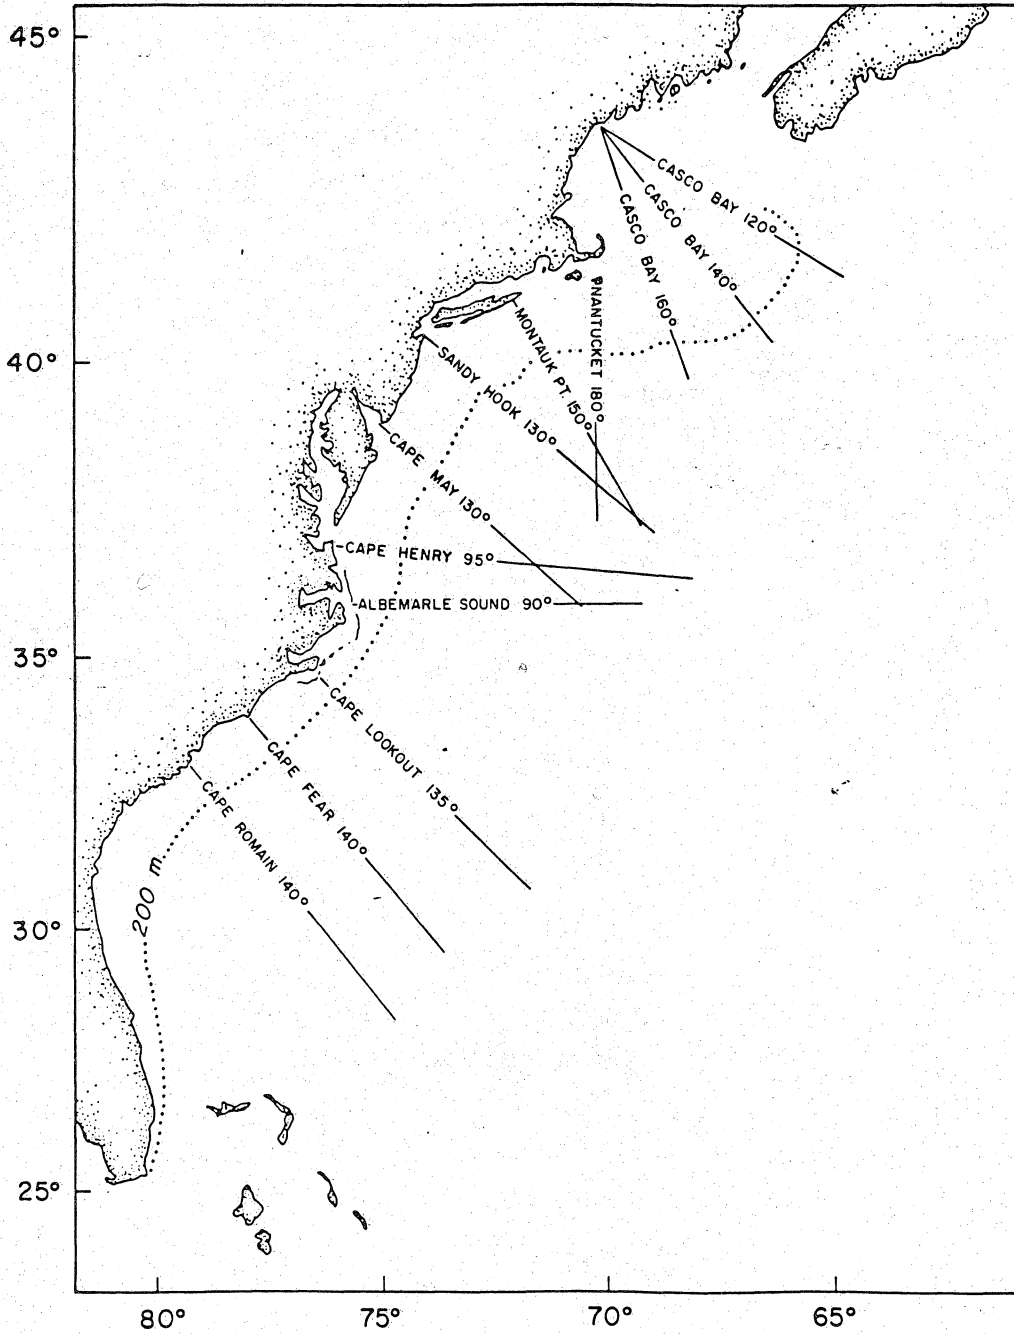 45°
40°
35°
30°
25°
80°
75°
70°
65°
CASCO BAY 120°
CASCO BAY 140°
CASCO BAY 160°
NANTUCKET 180°
MONTAUK PT. 150°
SANDY HOOK 130°
CAPE MAY 130°
CAPE HENRY 95°
ALBEMARLE SOUND 90°
CAPE LOOKOUT 135°
CAPE FEAR 140°
CAPE ROMAIN 140°
200 m